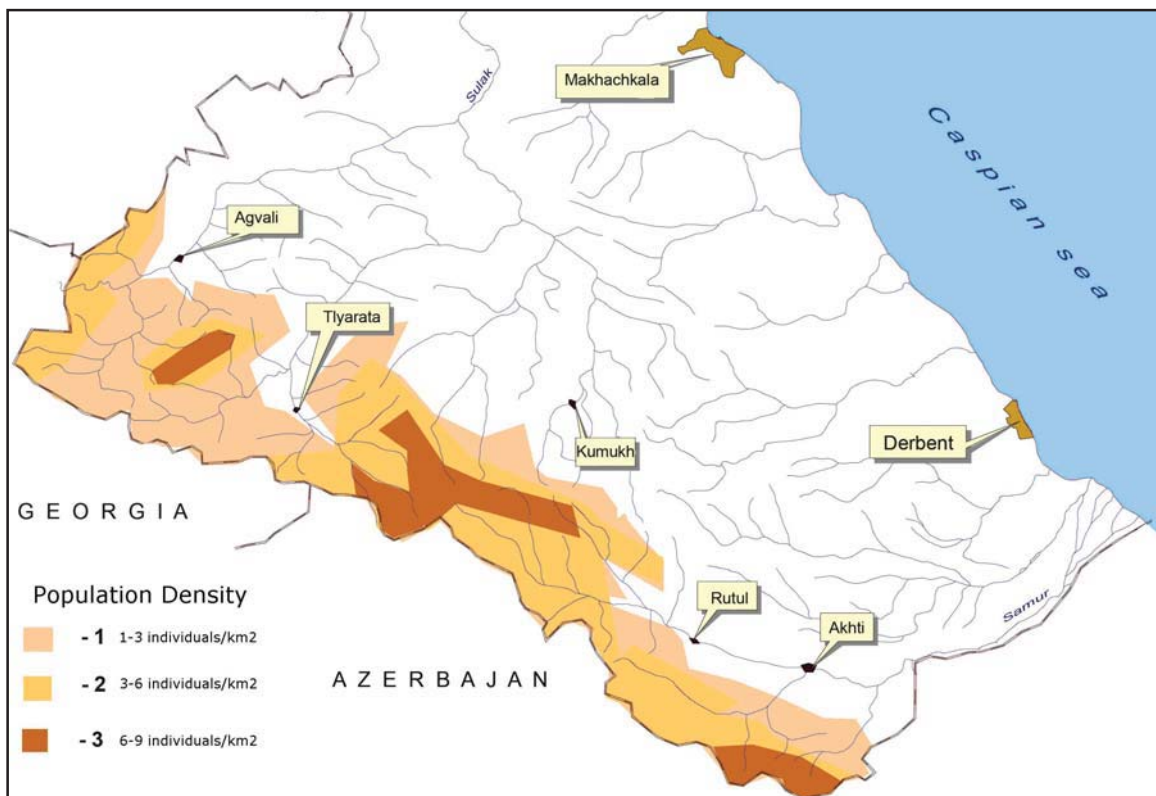 Makhachkala
Sulak
Caspian sea
Agvali
Tlyarata
Derbent
Kumukh
GEORGIA
Samur
Rutul
Akhti
AZERBAJAN
Population Density
- 1 1-3 individuals/km2
- 2 3-6 individuals/km2
- 3 6-9 individuals/km2